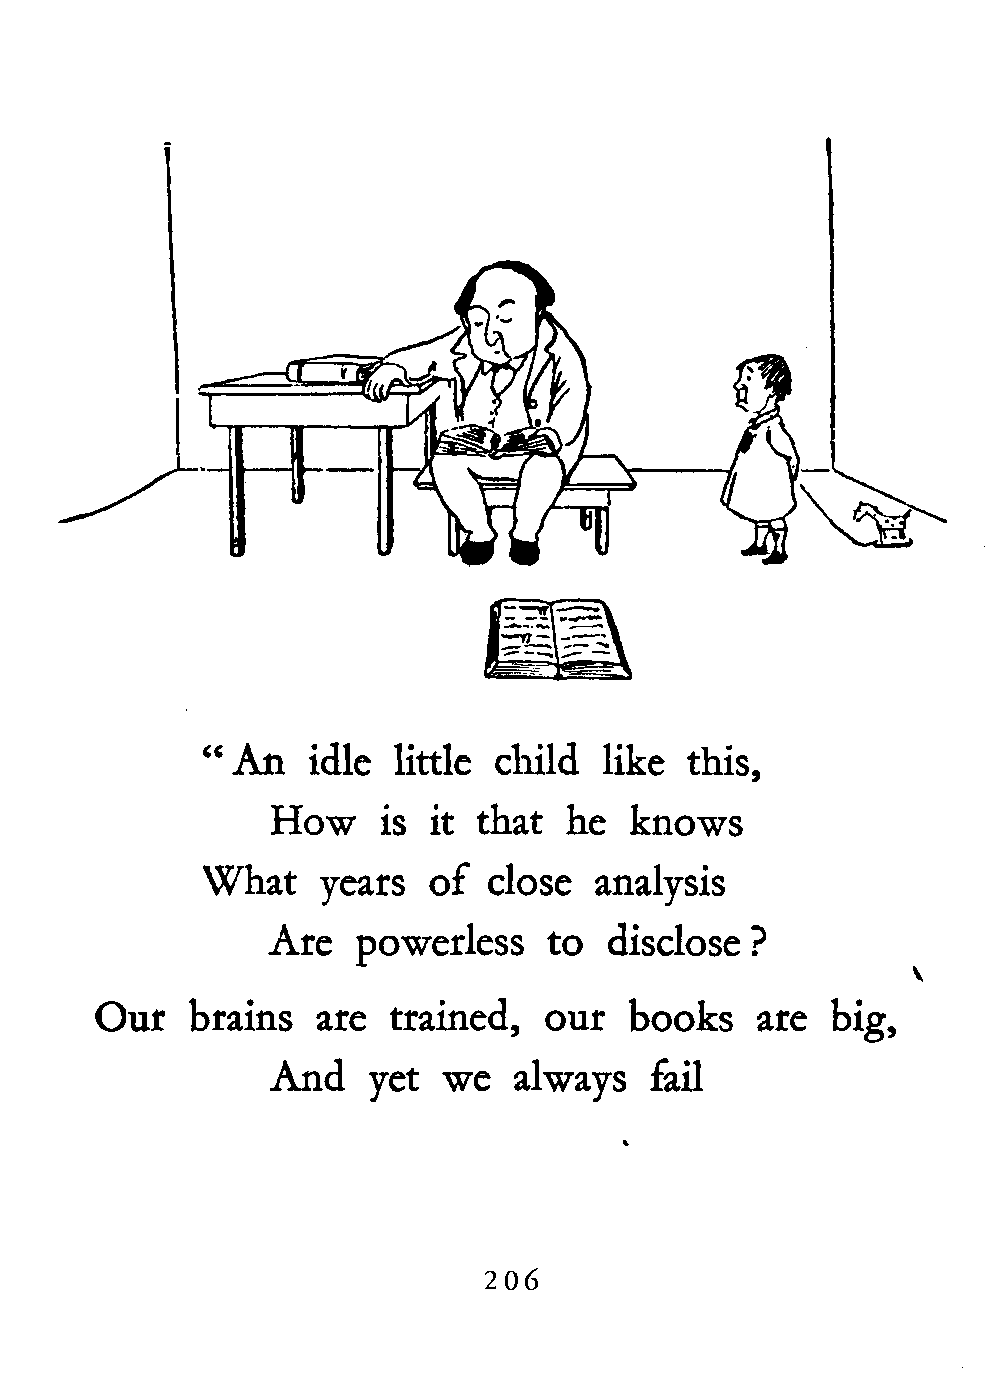 “An idle little child like this,
How is it that he knows
What years of close analysis
Are powerless to disclose?
Our brains are trained, our books are big,
And yet we always fail
206